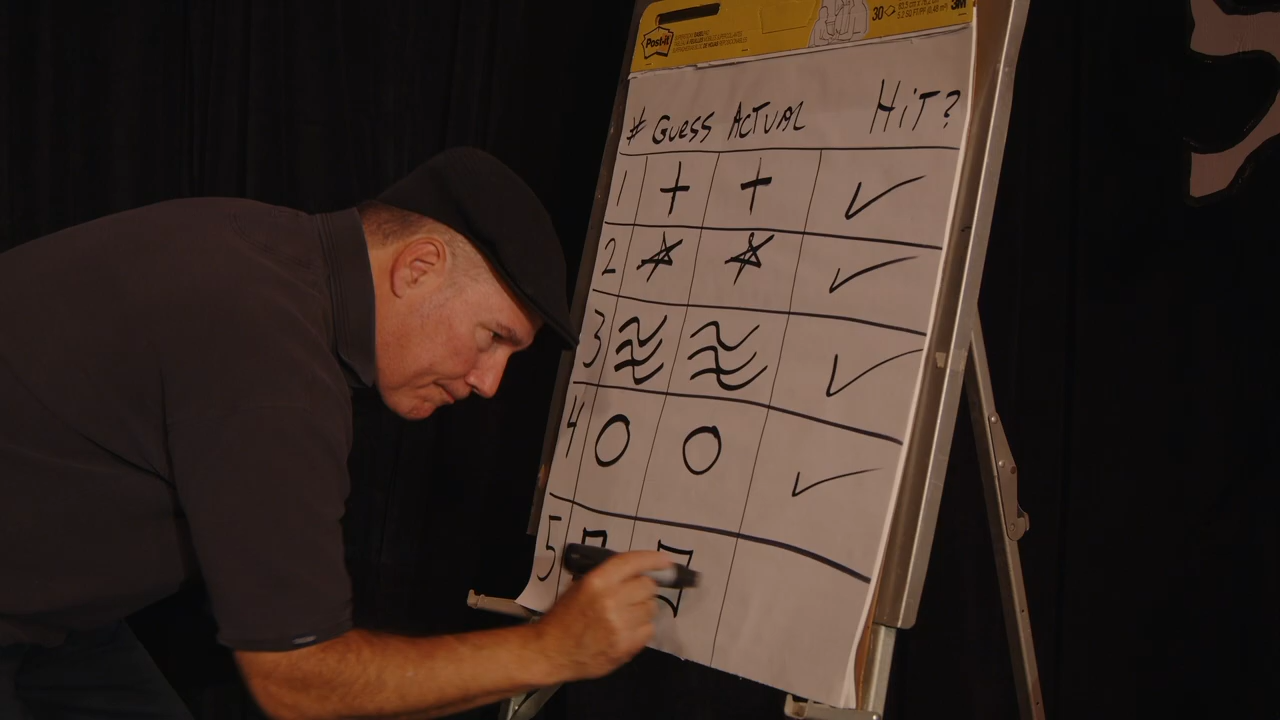 Post-it
30
3M
# Guess Actual Hit?
1 + + ✓
2 ☆ ☆ ✓
3 ✓
4 O O ✓
5